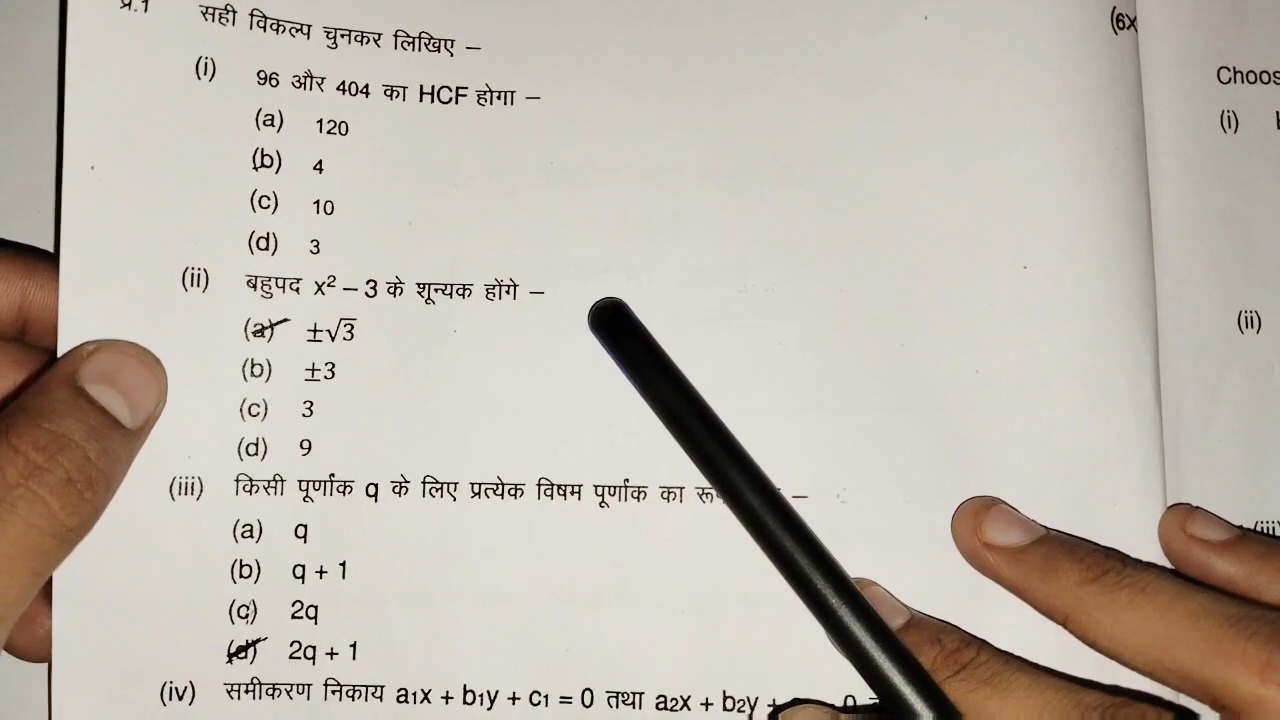 प्र.1 सही विकल्प चुनकर लिखिए –
(i) 96 और 404 का HCF होगा –
(a) 120
(b) 4
(c) 10
(d) 3
(ii) बहुपद x² – 3 के शून्यक होंगे –
(a) ±√3
(b) ±3
(c) 3
(d) 9
(iii) किसी पूर्णांक q के लिए प्रत्येक विषम पूर्णांक का –
(a) q
(b) q + 1
(c) 2q
(d) 2q + 1
(iv) समीकरण निकाय a₁x + b₁y + c₁ = 0 तथा a₂x + b₂y
(6x
(i)
(ii)
(iii)